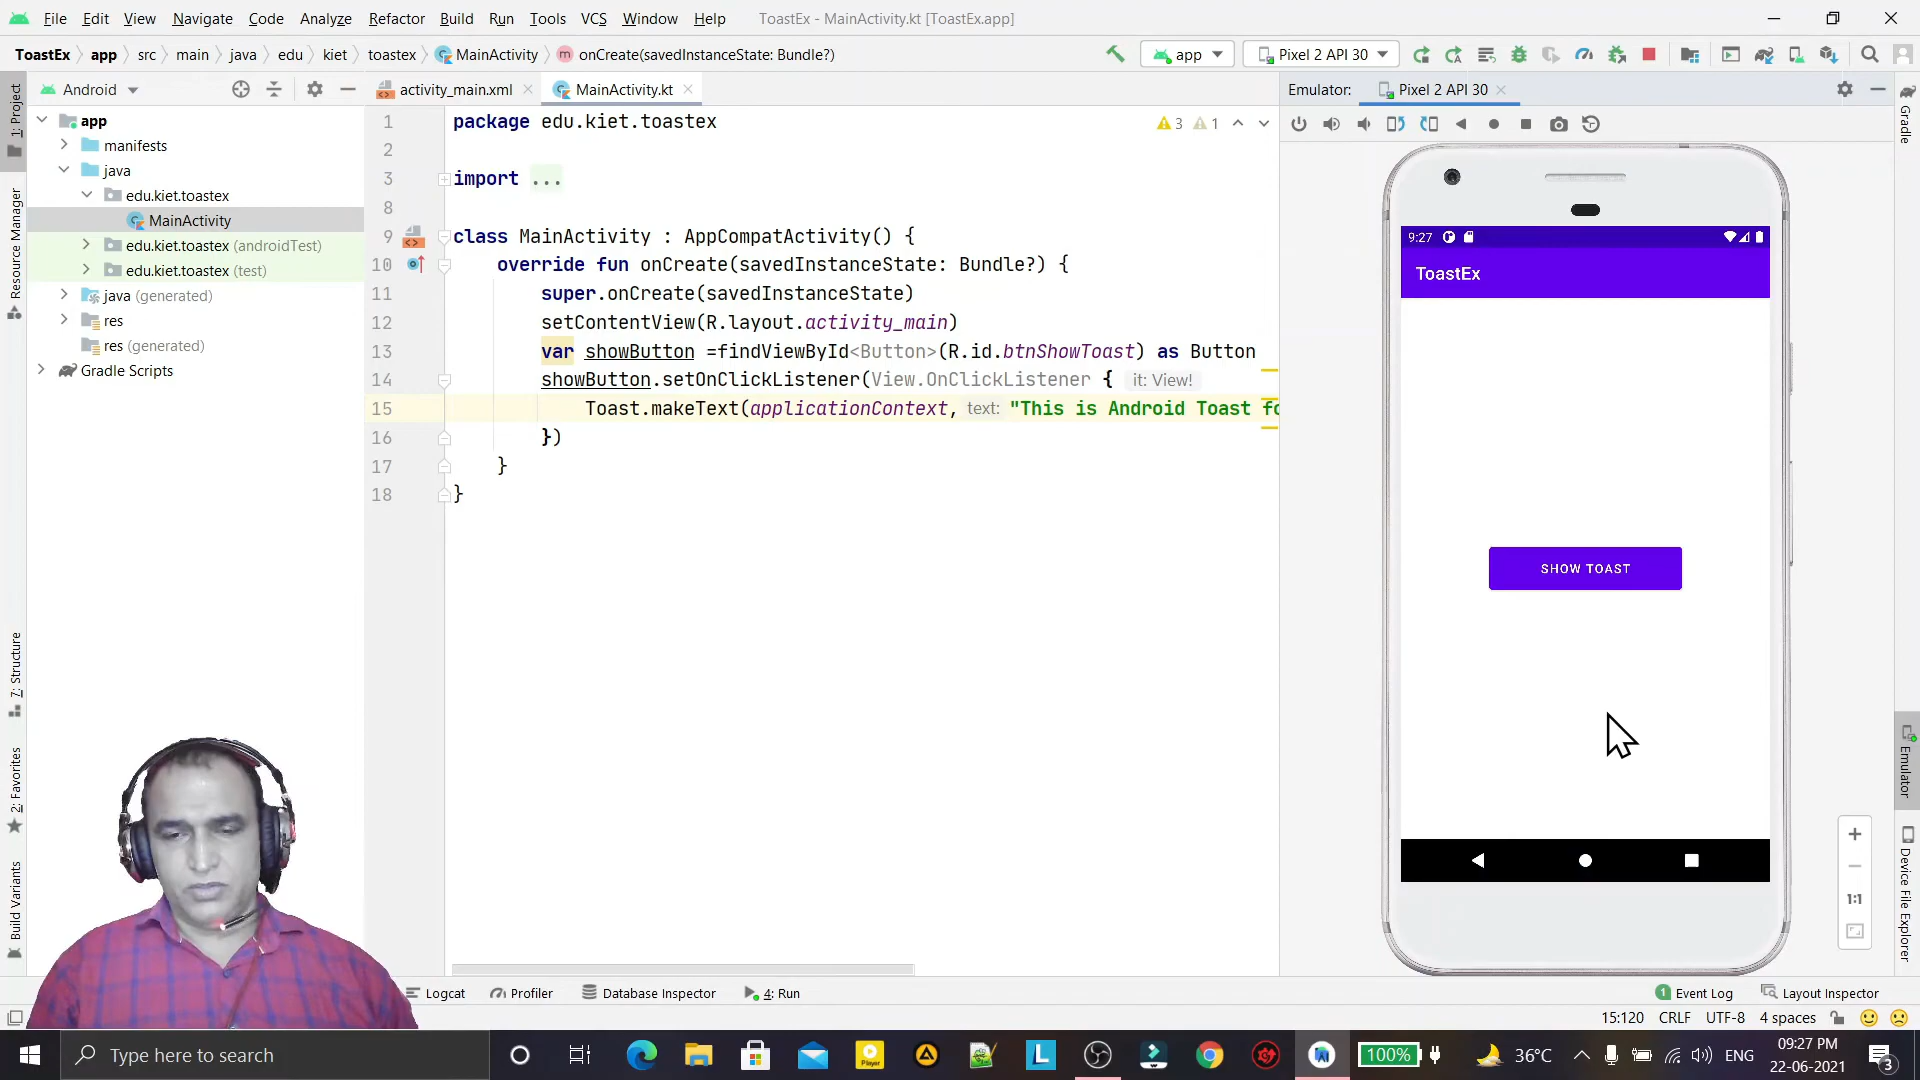 File Edit View Navigate Code Analyze Refactor Build Run Tools VCS Window Help ToastEx - MainActivity.kt [ToastEx.app]
ToastEx app src main java edu kiet toastex MainActivity onCreate(savedInstanceState: Bundle?) app Pixel 2 API 30
Android
activity_main.xml MainActivity.kt
Emulator: Pixel 2 API 30
1: Project
Resource Manager
7: Structure
2: Favorites
Build Variants
app
manifests
java
edu.kiet.toastex
MainActivity
edu.kiet.toastex (androidTest)
edu.kiet.toastex (test)
java (generated)
res
res (generated)
Gradle Scripts
3 1
1 package edu.kiet.toastex
2
3 import ...
8
9 class MainActivity : AppCompatActivity() {
10 override fun onCreate(savedInstanceState: Bundle?) {
11 super.onCreate(savedInstanceState)
12 setContentView(R.layout.activity_main)
13 var showButton =findViewById<Button>(R.id.btnShowToast) as Button
14 showButton.setOnClickListener(View.OnClickListener { it: View!
15 Toast.makeText(applicationContext, text: "This is Android Toast fo
16 })
17 }
18 }
9:27
ToastEx
SHOW TOAST
1:1
Gradle
Emulator
Device File Explorer
Logcat Profiler Database Inspector 4: Run 1 Event Log Layout Inspector
15:120 CRLF UTF-8 4 spaces
Type here to search
L
100% 36°C ENG
09:27 PM
22-06-2021
3